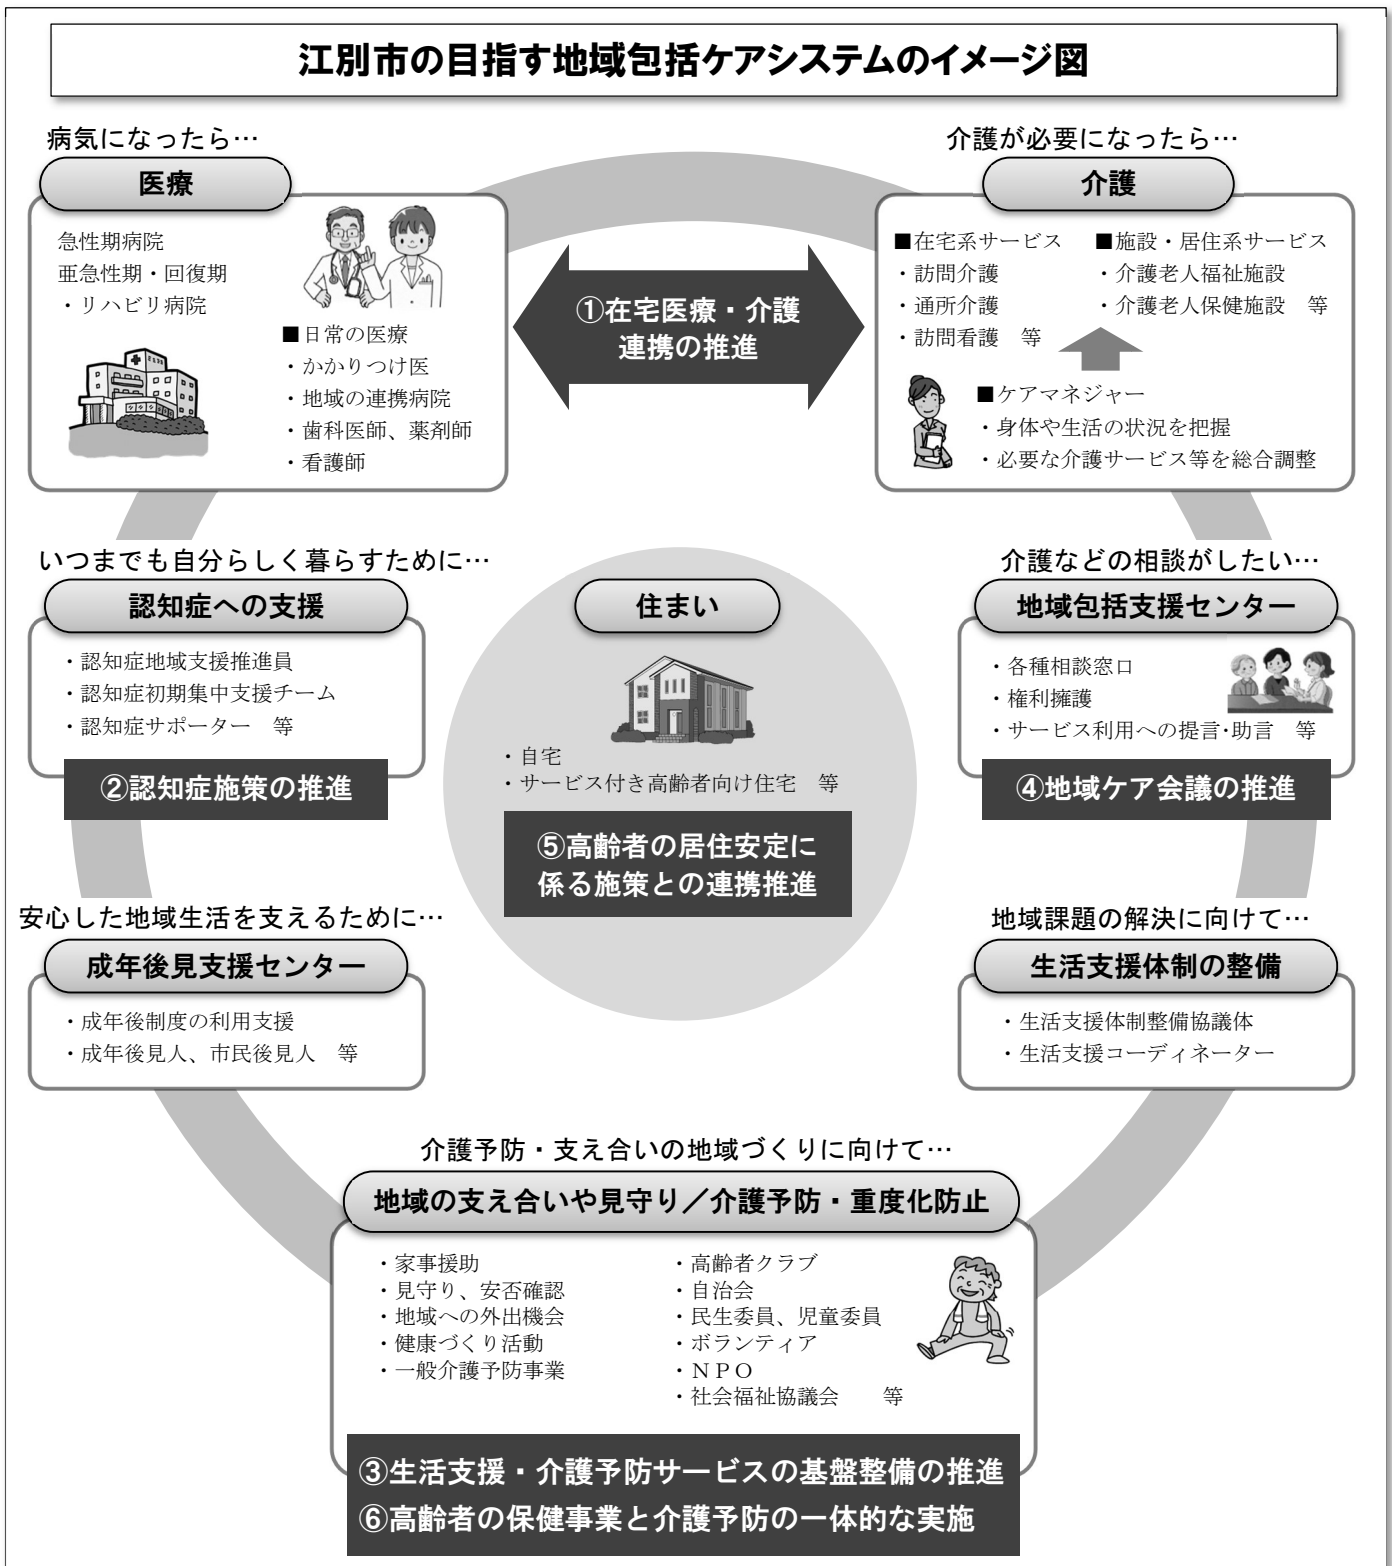 江別市の目指す地域包括ケアシステムのイメージ図
病気になったら…
医療
急性期病院
亜急性期・回復期
・リハビリ病院
■日常の医療
・かかりつけ医
・地域の連携病院
・歯科医師、薬剤師
・看護師
①在宅医療・介護
連携の推進
介護が必要になったら…
介護
■在宅系サービス
・訪問介護
・通所介護
・訪問看護　等
■施設・居住系サービス
・介護老人福祉施設
・介護老人保健施設　等
■ケアマネジャー
・身体や生活の状況を把握
・必要な介護サービス等を総合調整
いつまでも自分らしく暮らすために…
認知症への支援
・認知症地域支援推進員
・認知症初期集中支援チーム
・認知症サポーター　等
②認知症施策の推進
住まい
・自宅
・サービス付き高齢者向け住宅　等
⑤高齢者の居住安定に
係る施策との連携推進
介護などの相談がしたい…
地域包括支援センター
・各種相談窓口
・権利擁護
・サービス利用への提言･助言　等
④地域ケア会議の推進
安心した地域生活を支えるために…
成年後見支援センター
・成年後制度の利用支援
・成年後見人、市民後見人　等
地域課題の解決に向けて…
生活支援体制の整備
・生活支援体制整備協議体
・生活支援コーディネーター
介護予防・支え合いの地域づくりに向けて…
地域の支え合いや見守り／介護予防・重度化防止
・家事援助
・見守り、安否確認
・地域への外出機会
・健康づくり活動
・一般介護予防事業
・高齢者クラブ
・自治会
・民生委員、児童委員
・ボランティア
・ＮＰＯ
・社会福祉協議会　　等
③生活支援・介護予防サービスの基盤整備の推進
⑥高齢者の保健事業と介護予防の一体的な実施